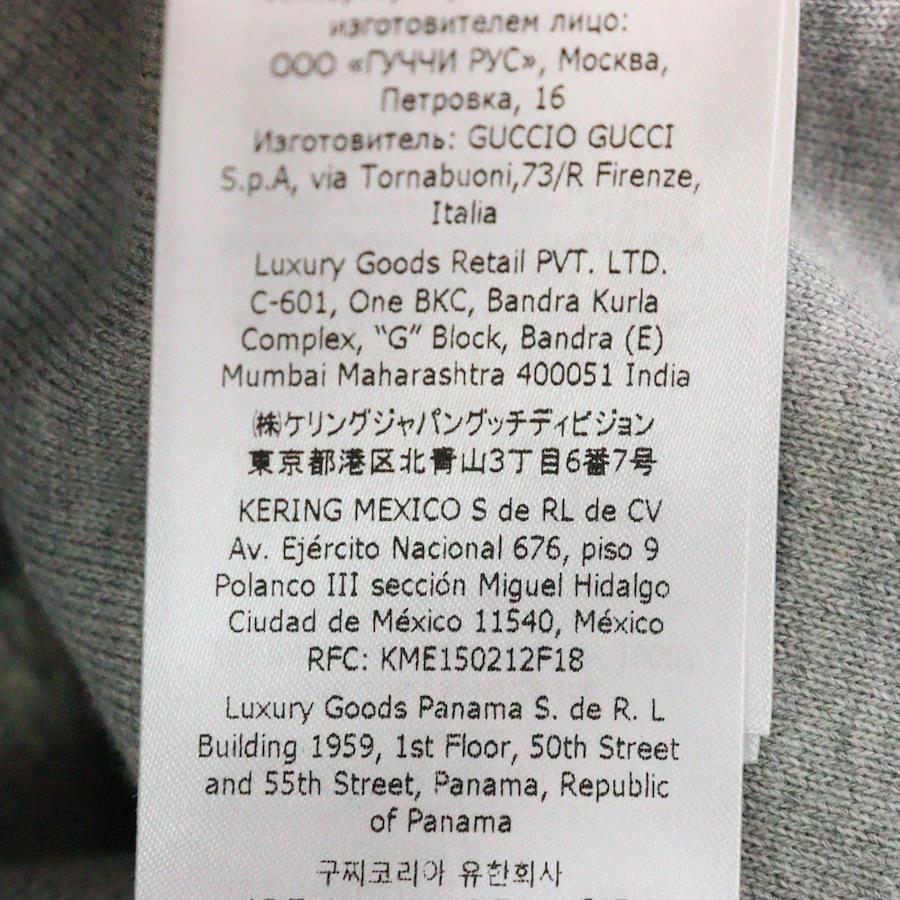 изготовителем лицо:
ООО «ГУЧЧИ РУС», Москва,
Петровка, 16
Изготовитель: GUCCIO GUCCI
S.p.A, via Tornabuoni,73/R Firenze,
Italia
Luxury Goods Retail PVT. LTD.
C-601, One BKC, Bandra Kurla
Complex, “G” Block, Bandra (E)
Mumbai Maharashtra 400051 India
㈱ケリングジャパングッチディビジョン
東京都港区北青山3丁目6番7号
KERING MEXICO S de RL de CV
Av. Ejército Nacional 676, piso 9
Polanco III sección Miguel Hidalgo
Ciudad de México 11540, México
RFC: KME150212F18
Luxury Goods Panama S. de R. L
Building 1959, 1st Floor, 50th Street
and 55th Street, Panama, Republic
of Panama
구찌코리아 유한회사